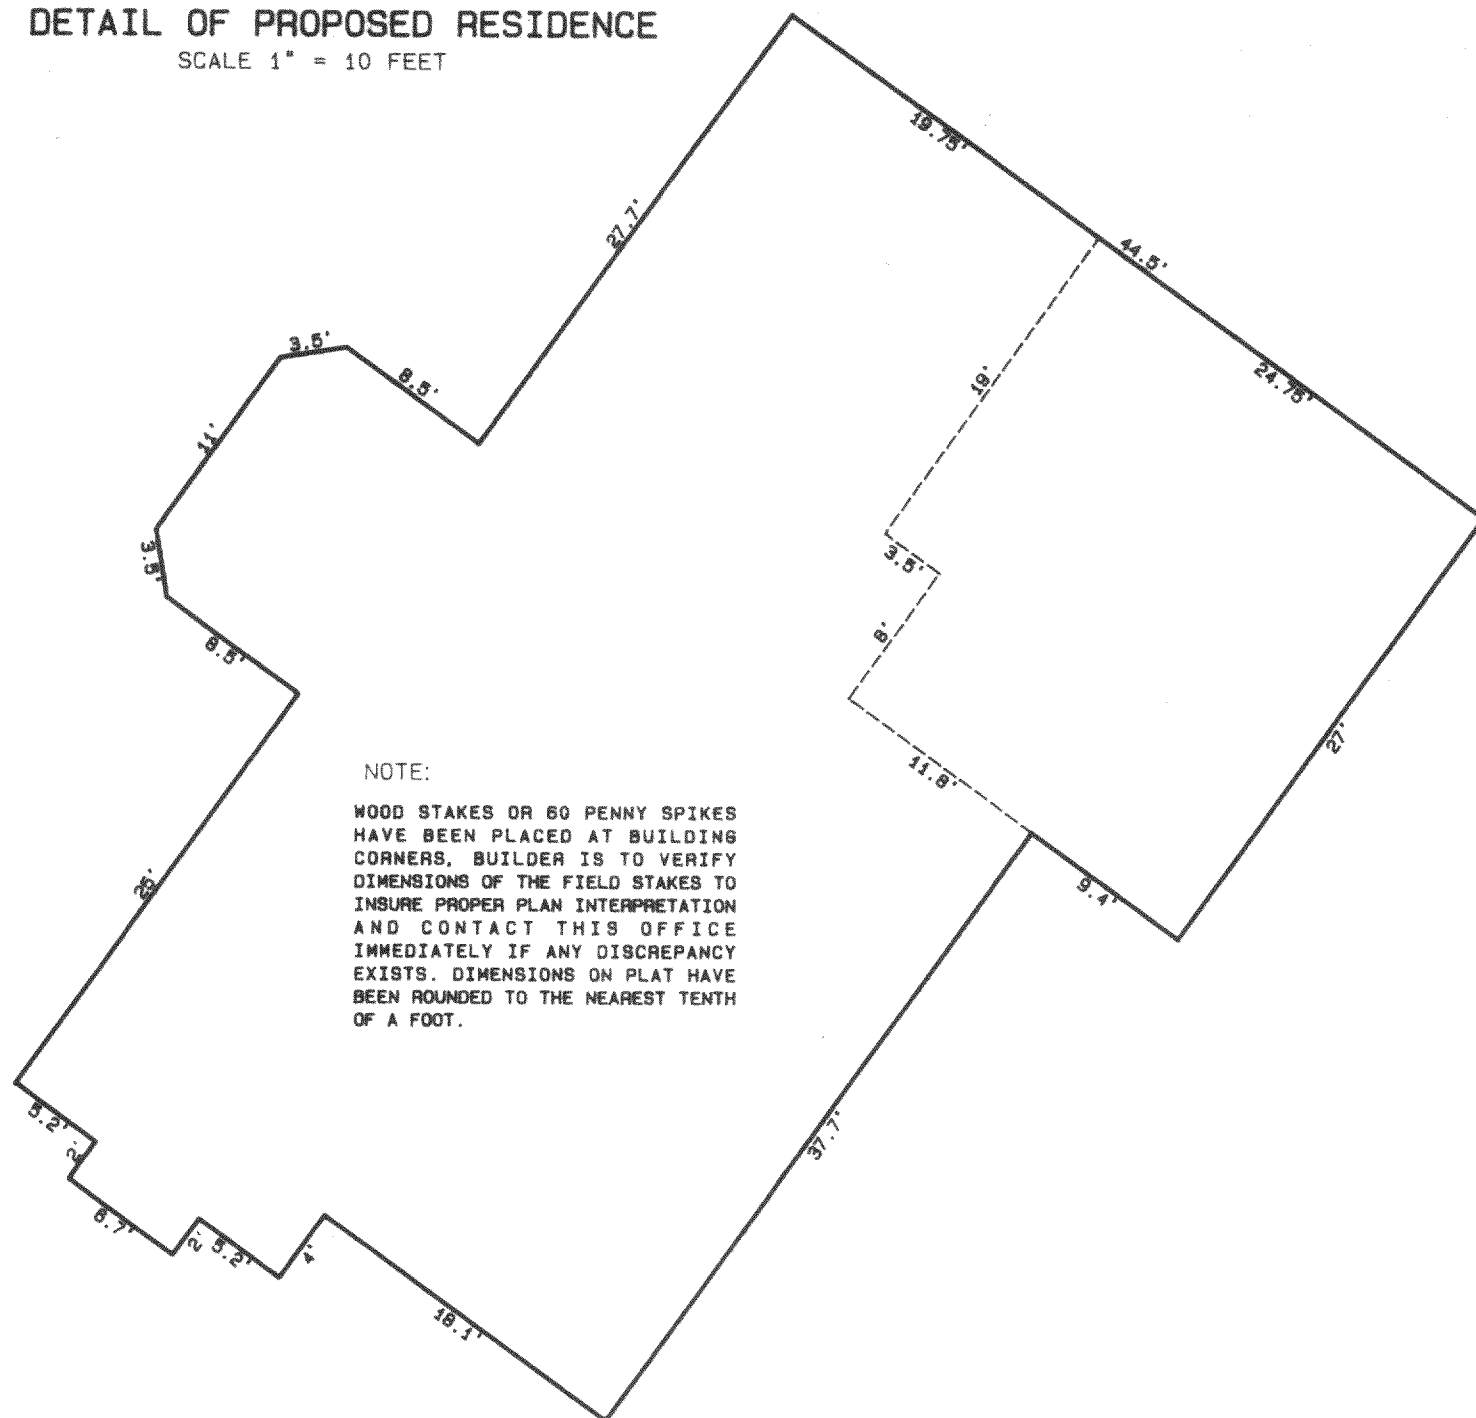 DETAIL OF PROPOSED RESIDENCE
SCALE 1" = 10 FEET
19.75'
27.7'
44.5'
3.5'
8.5'
19'
24.75'
11'
3.5'
3.5'
8'
8.5'
27'
11.8'
NOTE:
WOOD STAKES OR 60 PENNY SPIKES
HAVE BEEN PLACED AT BUILDING
CORNERS. BUILDER IS TO VERIFY
DIMENSIONS OF THE FIELD STAKES TO
INSURE PROPER PLAN INTERPRETATION
AND CONTACT THIS OFFICE
IMMEDIATELY IF ANY DISCREPANCY
EXISTS. DIMENSIONS ON PLAT HAVE
BEEN ROUNDED TO THE NEAREST TENTH
OF A FOOT.
25'
9.4'
5.2'
2'
37.7'
6.7'
2'
5.2'
4'
18.1'